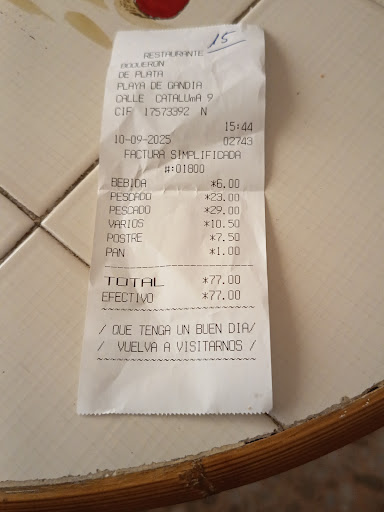 15
RESTAURANTE
BOQUERON
DE PLATA
PLAYA DE GANDIA
CALLE CATALUmA 9
CIF 17573392 N
15:44
10-09-2025 02743
FACTURA SIMPLIFICADA
#:01800
BEBIDA *6.00
PESCADO *23.00
PESCADO *29.00
VARIOS *10.50
POSTRE *7.50
PAN *1.00
TOTAL *77.00
EFECTIVO *77.00
/ QUE TENGA UN BUEN DIA/
/ VUELVA A VISITARNOS /